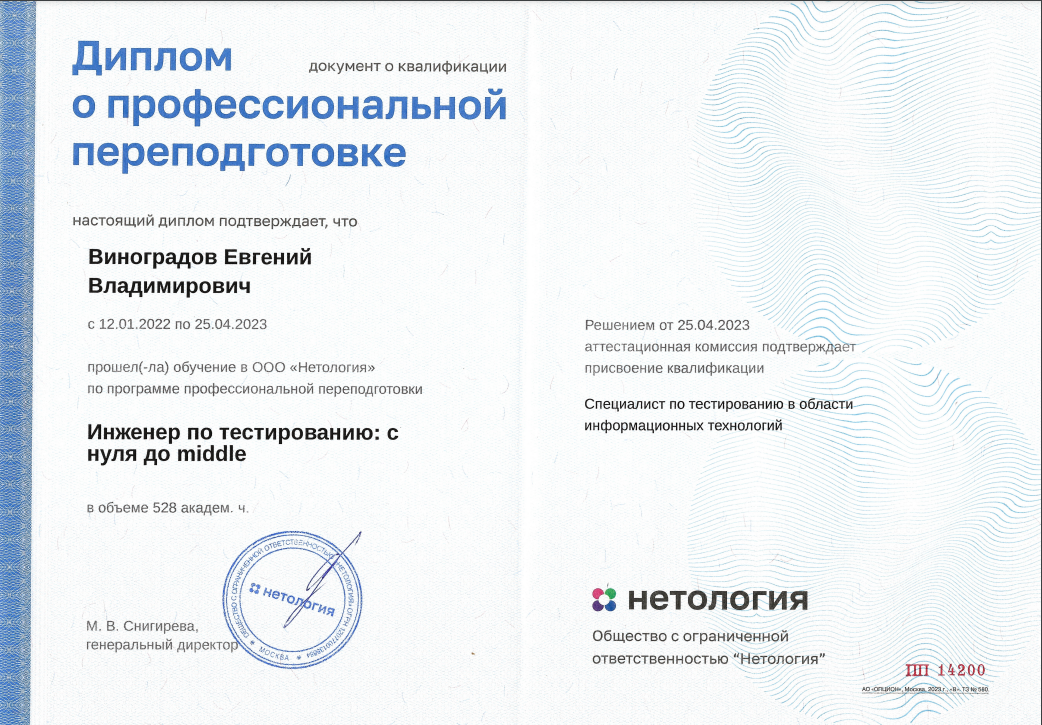 Диплом
документ о квалификации
о профессиональной
переподготовке
настоящий диплом подтверждает, что
Виноградов Евгений
Владимирович
с 12.01.2022 по 25.04.2023
прошел(-ла) обучение в ООО «Нетология»
по программе профессиональной переподготовки
Инженер по тестированию: с
нуля до middle
в объеме 528 академ. ч.
ОБЩЕСТВО С ОГРАНИЧЕННОЙ ОТВЕТСТВЕННОСТЬЮ «НЕТОЛОГИЯ»
МОСКВА
нетология
М. В. Снигирева,
генеральный директор
Решением от 25.04.2023
аттестационная комиссия подтверждает
присвоение квалификации
Специалист по тестированию в области
информационных технологий
нетология
Общество с ограниченной
ответственностью “Нетология”
ПП 14200
АО «ОПЦИОН», Москва, 2023 г., «В». ТЗ № 580.